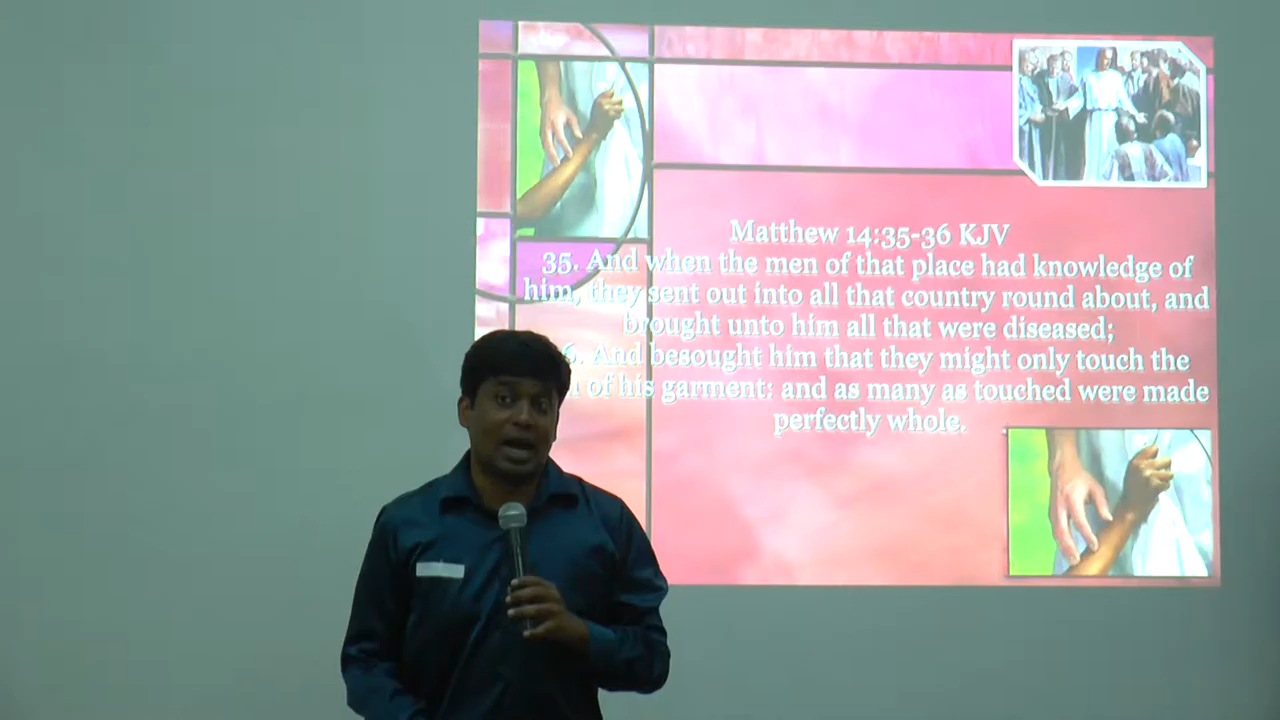 Matthew 14:35-36 KJV
35. And when the men of that place had knowledge of
him, they sent out into all that country round about, and
brought unto him all that were diseased;
6. And besought him that they might only touch the
of his garment; and as many as touched were made
perfectly whole.